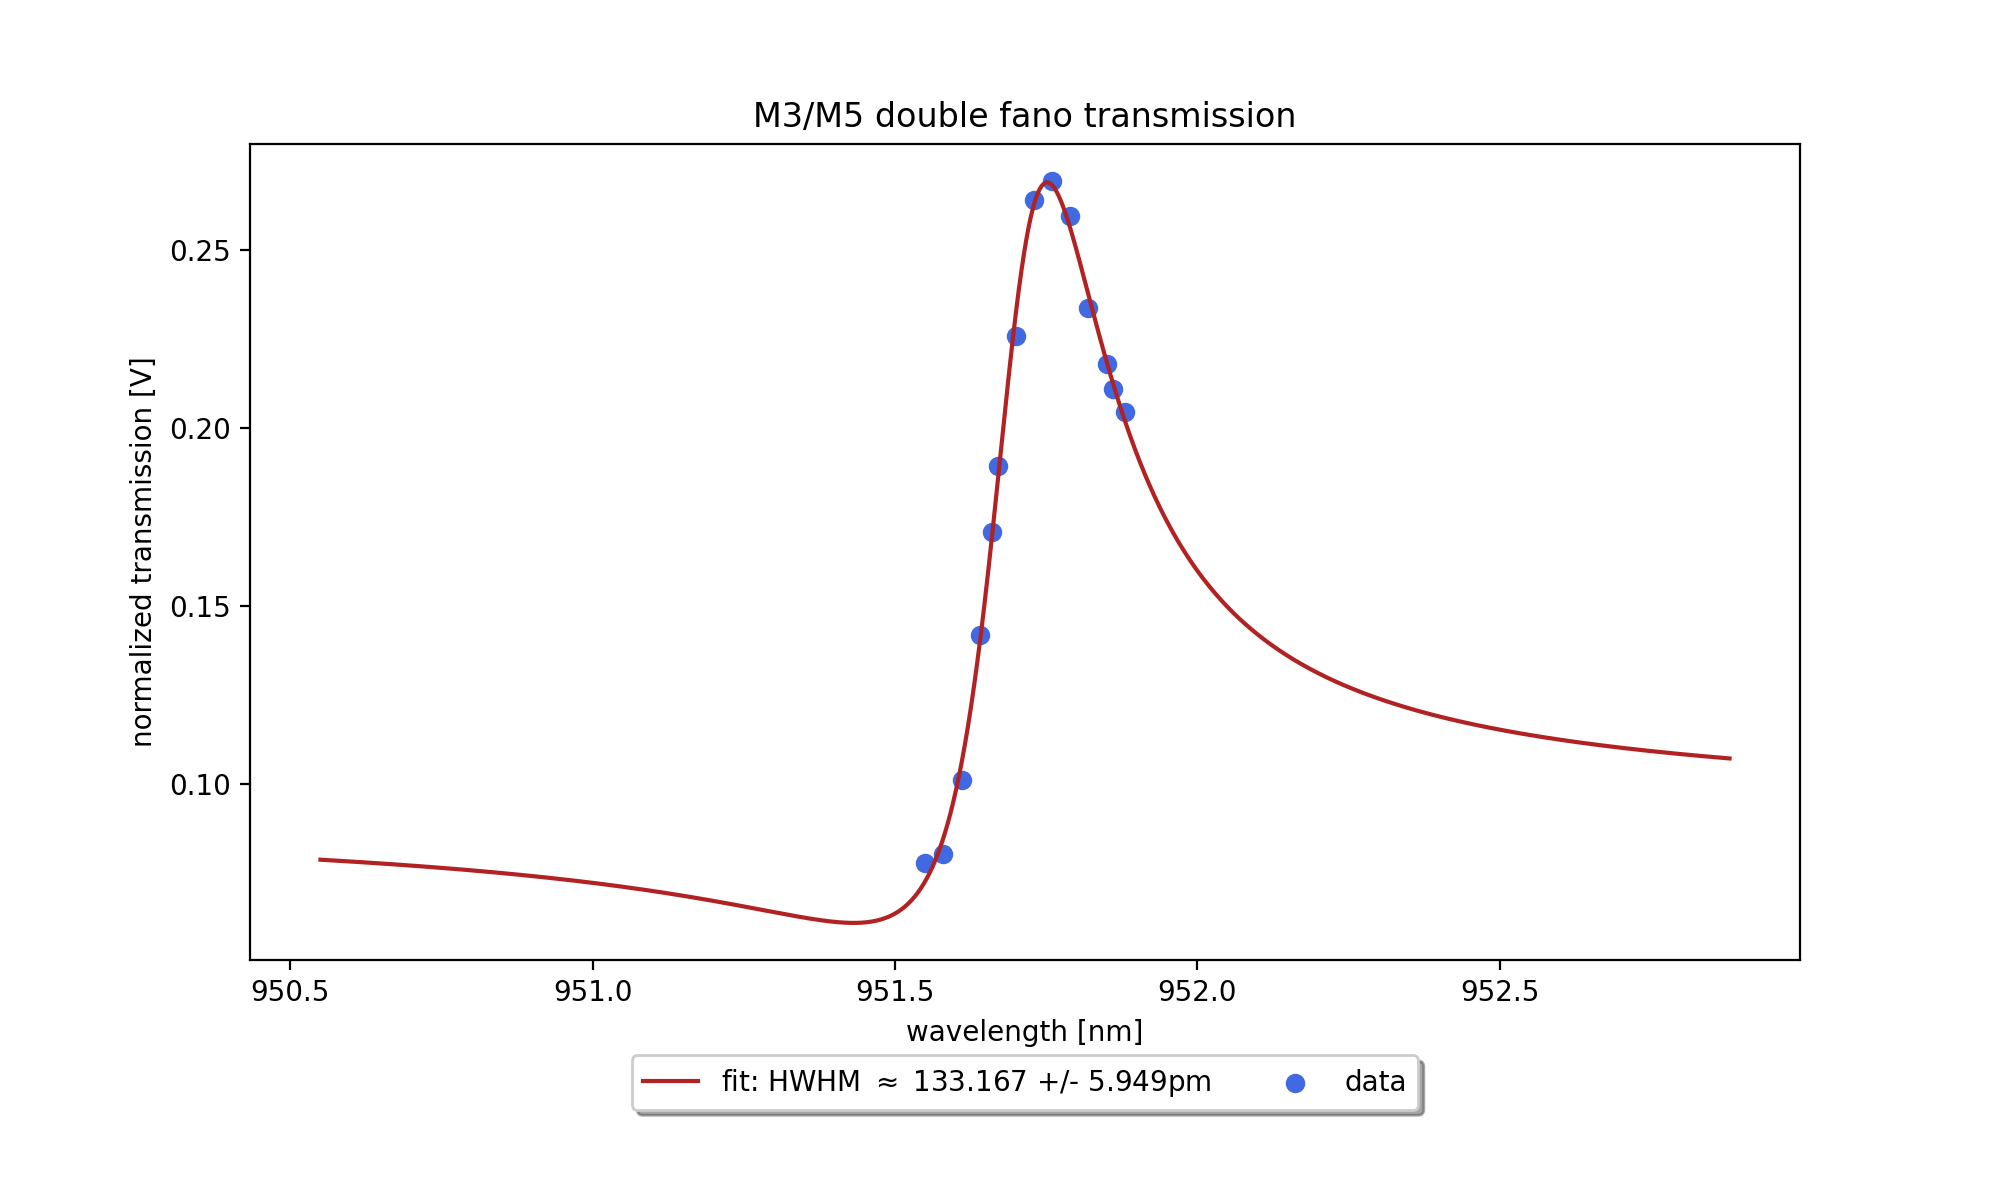 M3/M5 double fano transmission
normalized transmission [V]
0.25
0.20
0.15
0.10
950.5 951.0 951.5 952.0 952.5
wavelength [nm]
fit: HWHM ≈ 133.167 +/- 5.949pm data